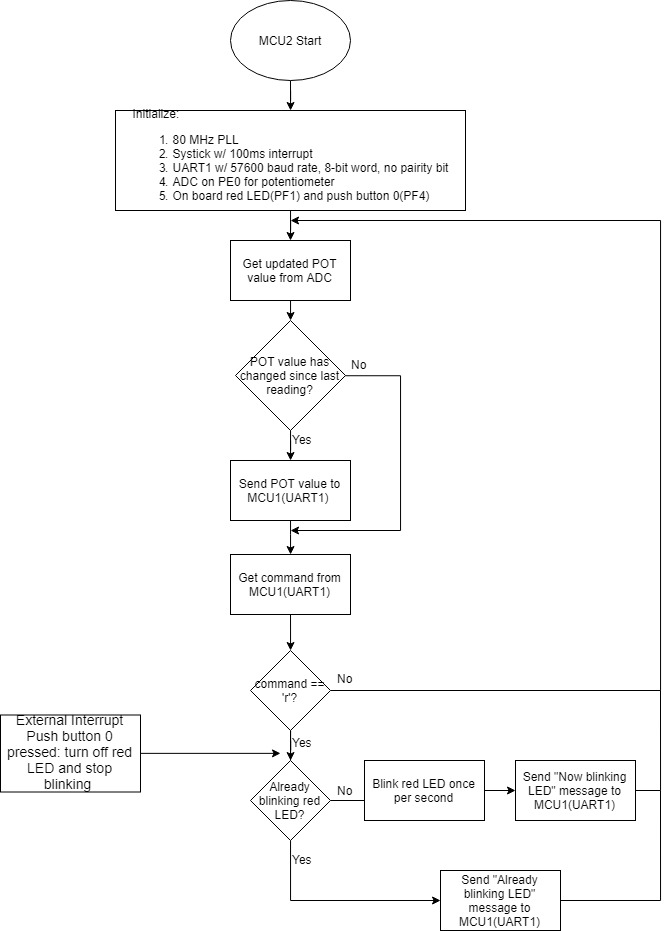 MCU2 Start
Initialize:
1. 80 MHz PLL
2. Systick w/ 100ms interrupt
3. UART1 w/ 57600 baud rate, 8-bit word, no pairity bit
4. ADC on PE0 for potentiometer
5. On board red LED(PF1) and push button 0(PF4)
Get updated POT
value from ADC
POT value has
changed since last
reading?
No
Yes
Send POT value to
MCU1(UART1)
Get command from
MCU1(UART1)
command ==
'r'?
No
Yes
External Interrupt
Push button 0
pressed: turn off red
LED and stop
blinking
Already
blinking red
LED?
No
Blink red LED once
per second
Send "Now blinking
LED" message to
MCU1(UART1)
Yes
Send "Already
blinking LED"
message to
MCU1(UART1)